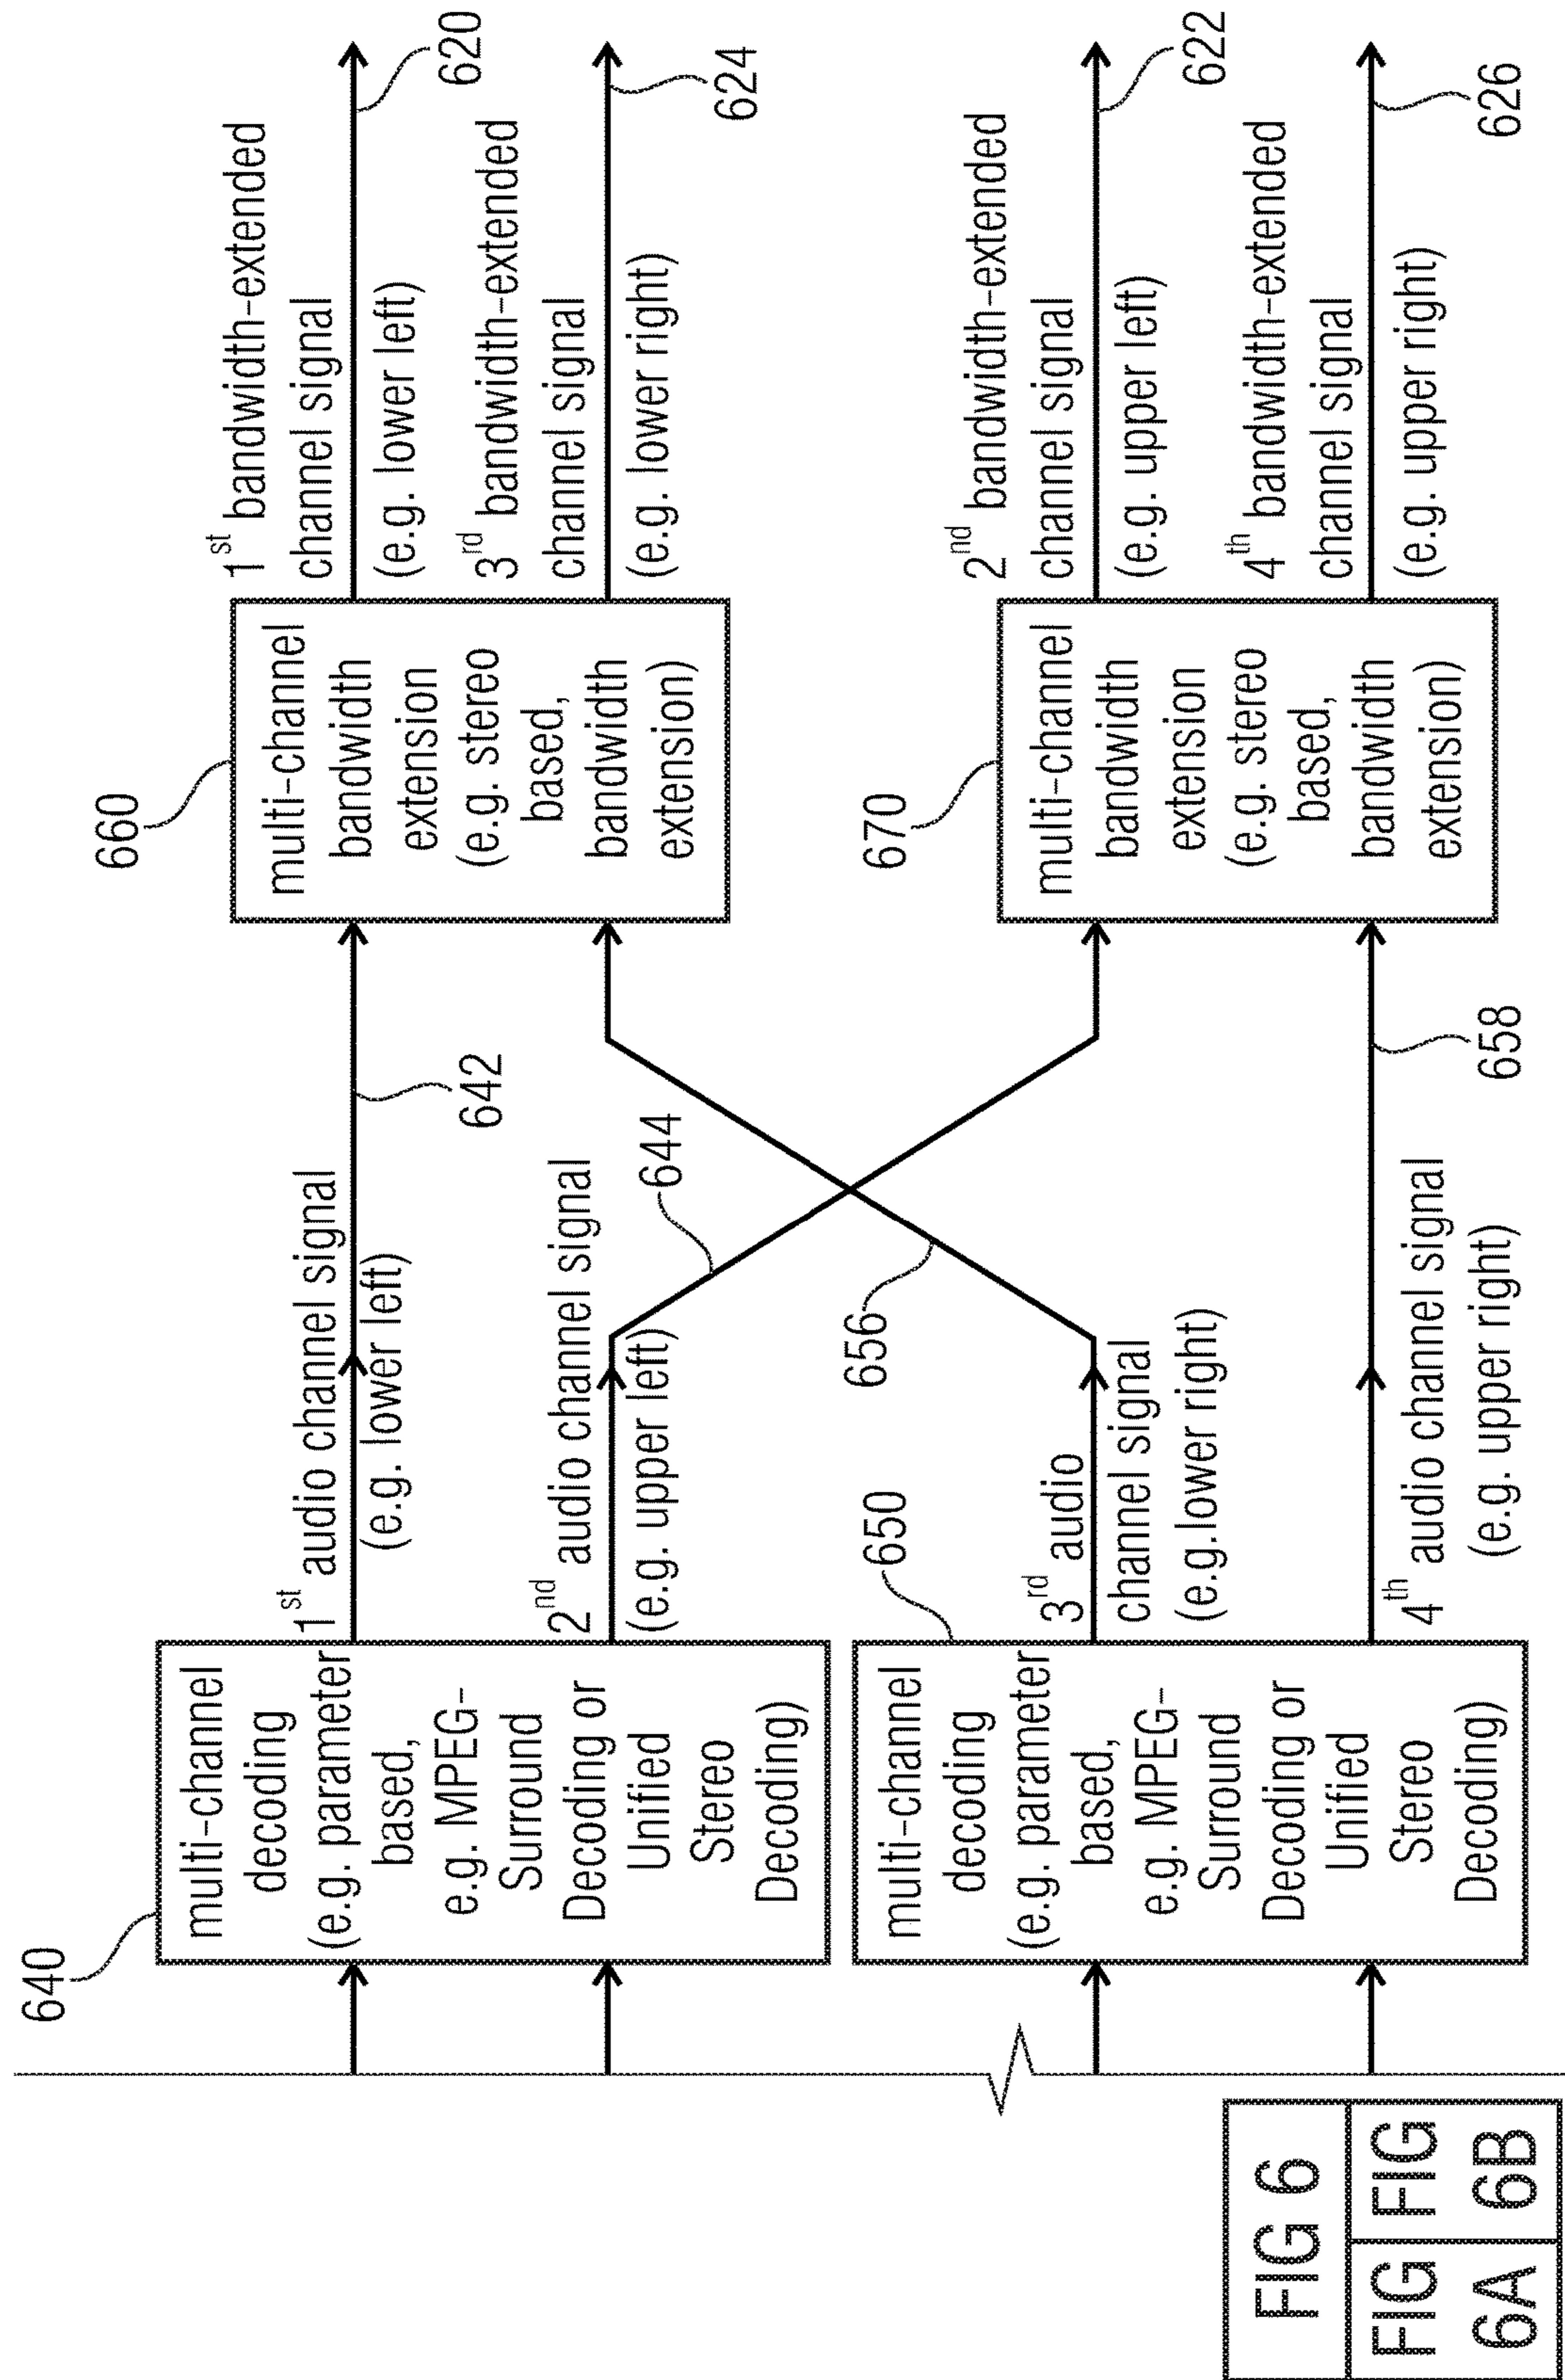 640
multi-channel
decoding
(e.g. parameter
based,
e.g. MPEG-
Surround
Decoding or
Unified
Stereo
Decoding)
1st audio channel signal
(e.g. lower left)
642
2nd audio channel signal
(e.g. upper left)
644
660
multi-channel
bandwidth
extension
(e.g. stereo
based,
bandwidth
extension)
1st bandwidth-extended
channel signal
(e.g. lower left)
620
3rd bandwidth-extended
channel signal
(e.g. lower right)
624
650
multi-channel
decoding
(e.g. parameter
based,
e.g. MPEG-
Surround
Decoding or
Unified
Stereo
Decoding)
656
3rd audio
channel signal
(e.g.lower right)
4th audio channel signal
(e.g. upper right)
658
670
multi-channel
bandwidth
extension
(e.g. stereo
based,
bandwidth
extension)
2nd bandwidth-extended
channel signal
(e.g. upper left)
622
4th bandwidth-extended
channel signal
(e.g. upper right)
626
FIG 6
FIG
6A
FIG
6B